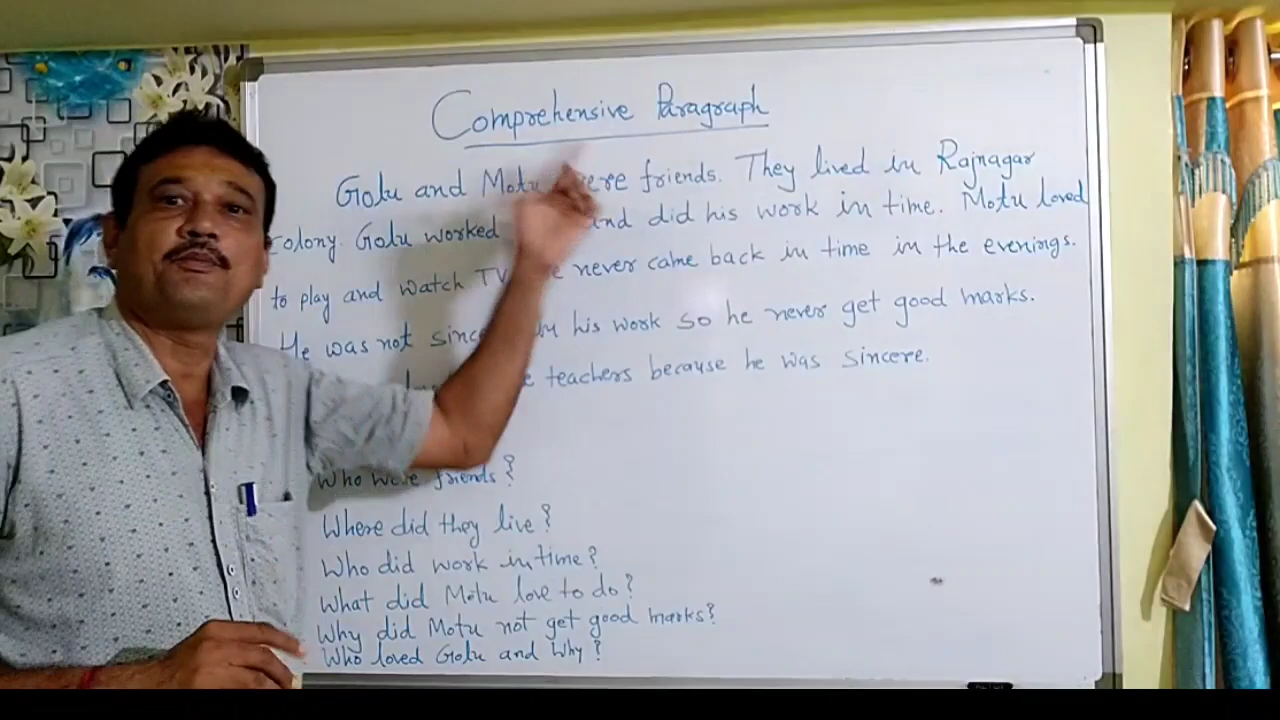 Comprehensive Paragraph
Golu and Motu were friends. They lived in Rajnagar
Colony. Golu worked and did his work in time. Motu loved
to play and watch TV. He never came back in time in the evenings.
He was not sincere in his work so he never get good marks.
teachers because he was sincere.
Who were friends?
Where did they live?
Who did work in time?
What did Motu love to do?
Why did Motu not get good marks?
Who loved Golu and Why?